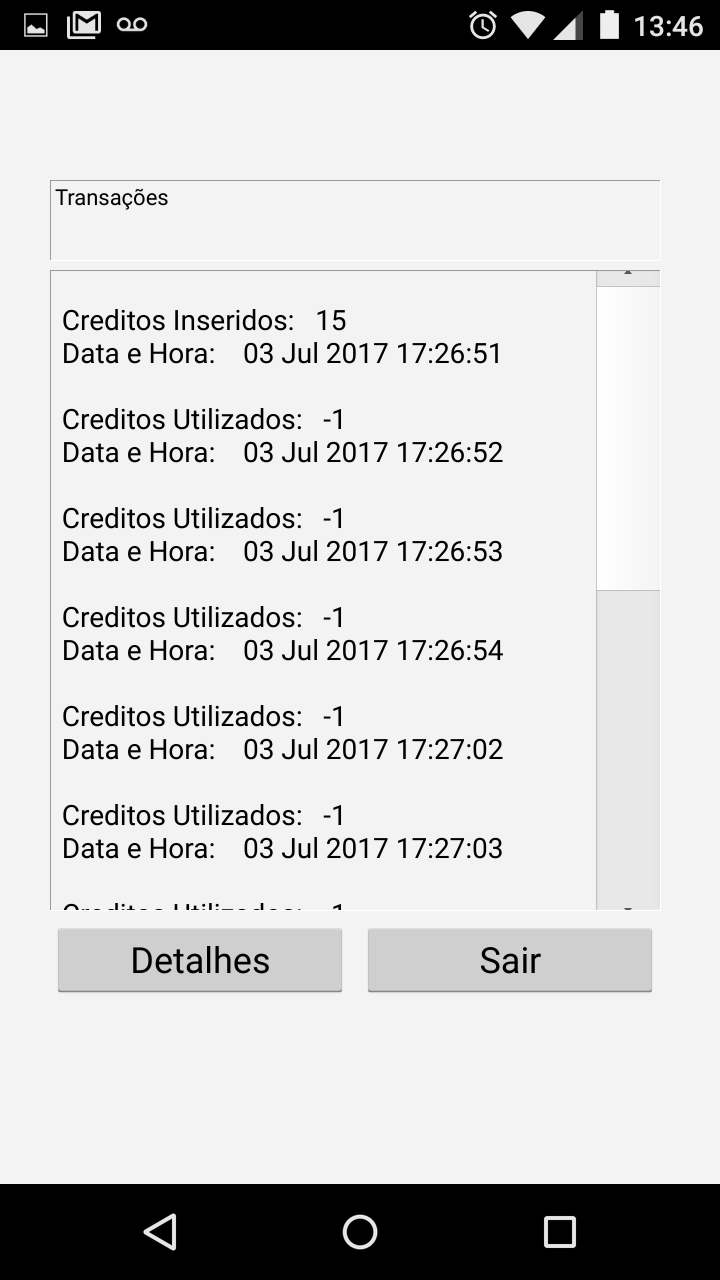 13:46
Transações
Creditos Inseridos: 15
Data e Hora: 03 Jul 2017 17:26:51
Creditos Utilizados: -1
Data e Hora: 03 Jul 2017 17:26:52
Creditos Utilizados: -1
Data e Hora: 03 Jul 2017 17:26:53
Creditos Utilizados: -1
Data e Hora: 03 Jul 2017 17:26:54
Creditos Utilizados: -1
Data e Hora: 03 Jul 2017 17:27:02
Creditos Utilizados: -1
Data e Hora: 03 Jul 2017 17:27:03
Creditos Utilizados: -1
Detalhes Sair